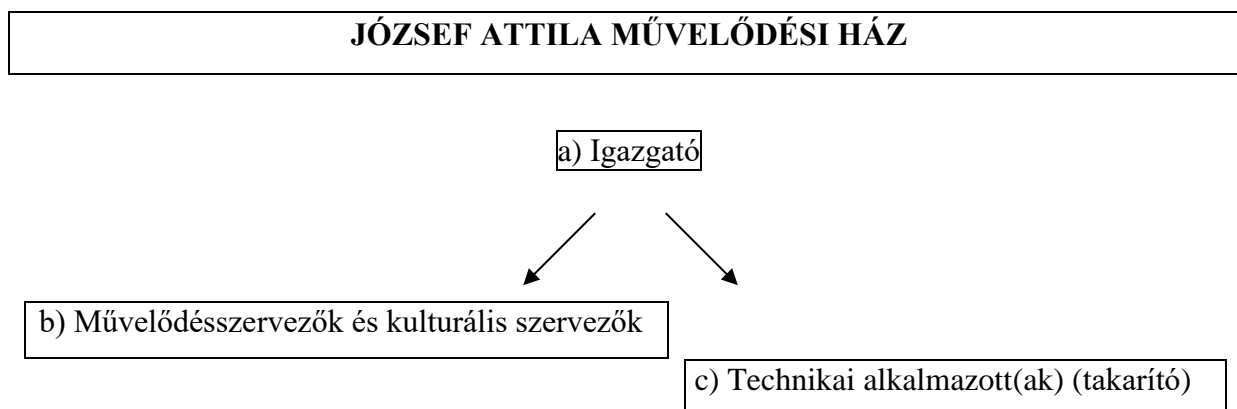 JÓZSEF ATTILA MŰVELŐDÉSI HÁZ
a) Igazgató
b) Művelődésszervezők és kulturális szervezők
c) Technikai alkalmazott(ak) (takarító)